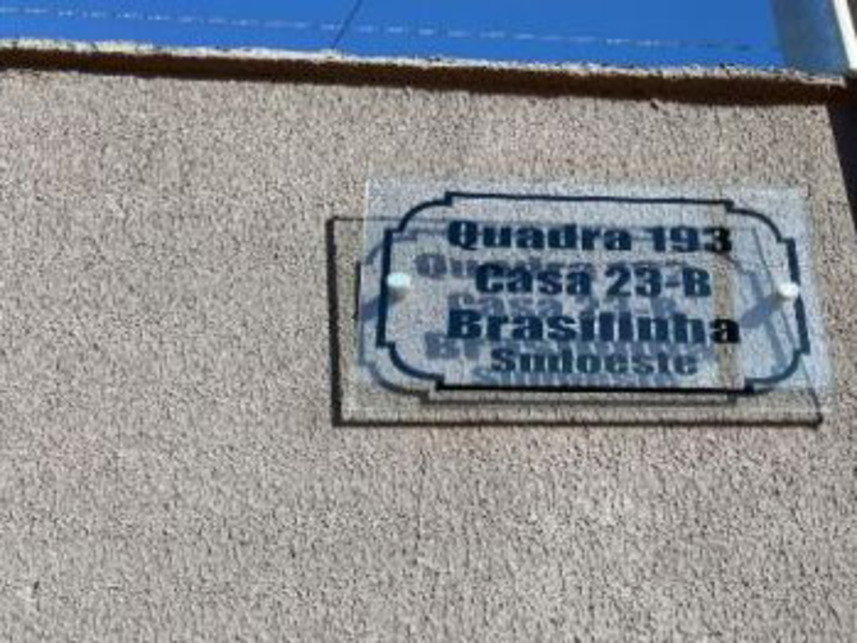 Quadra 193
Casa 23-B
Brasilinha
Sudoeste